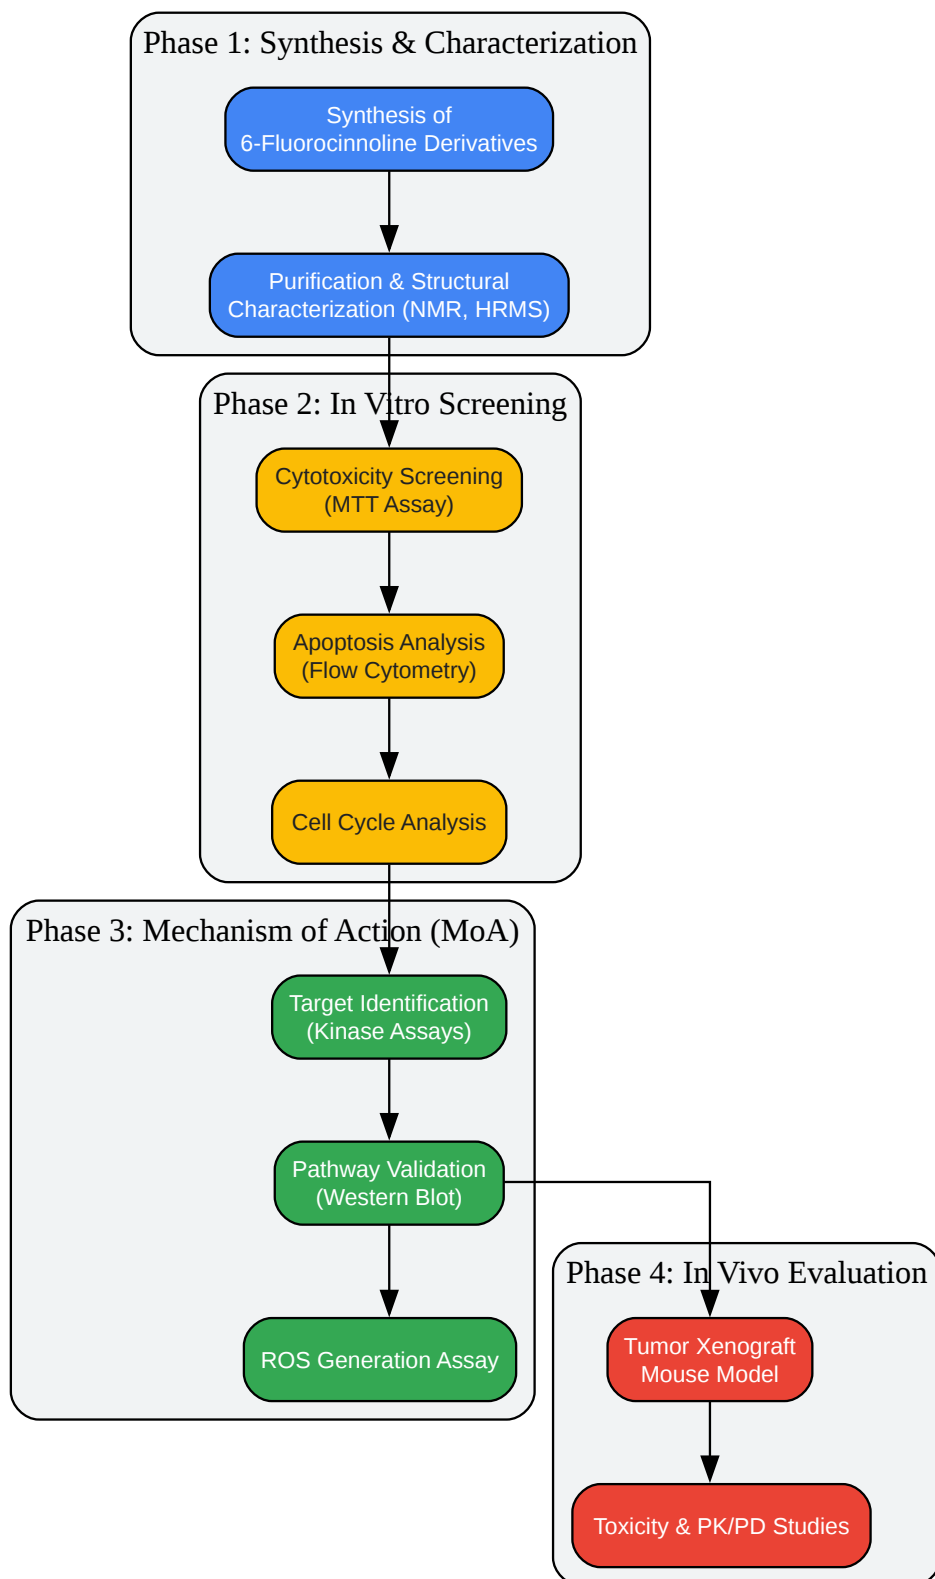 Phase 1: Synthesis & Characterization
Synthesis of
6-Fluorocinnoline Derivatives
Purification & Structural
Characterization (NMR, HRMS)
Phase 2: In Vitro Screening
Cytotoxicity Screening
(MTT Assay)
Apoptosis Analysis
(Flow Cytometry)
Cell Cycle Analysis
Phase 3: Mechanism of Action (MoA)
Target Identification
(Kinase Assays)
Pathway Validation
(Western Blot)
ROS Generation Assay
Phase 4: In Vivo Evaluation
Tumor Xenograft
Mouse Model
Toxicity & PK/PD Studies